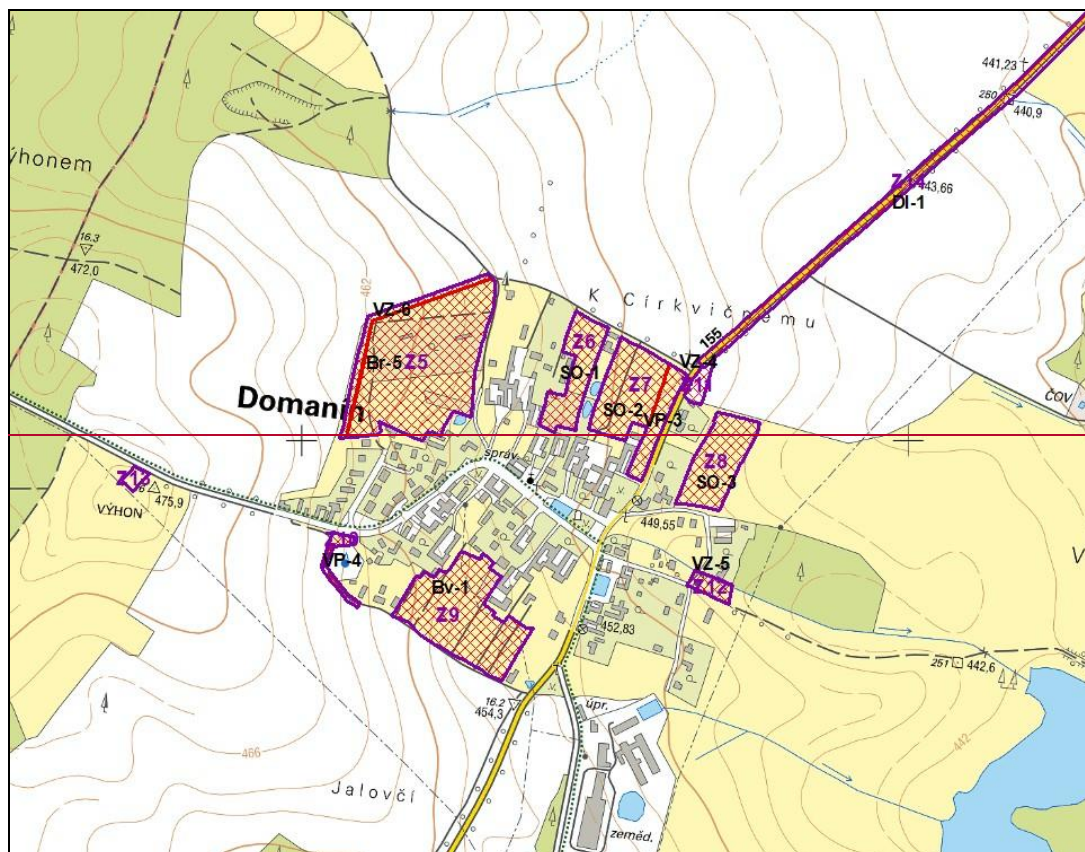 441,23
250
440,9
ýhonem
Z14
443,66
DI-1
16.3
472,0
462
K Církvičnému
VZ-6
155
Z6
VZ-4
Br-5
Z5
SO-1
Z7
Z11
Domanín
SO-2
VP-3
čov
správ.
Z8
SO-3
Z13
475,9
VÝHON
v.
449,55
Z10
VP-4
VZ-5
Bv-1
Z12
Z9
452,83
251
442,6
16.2
454,3
v.
úpr.
466
442
Jalovčí
zeměd.